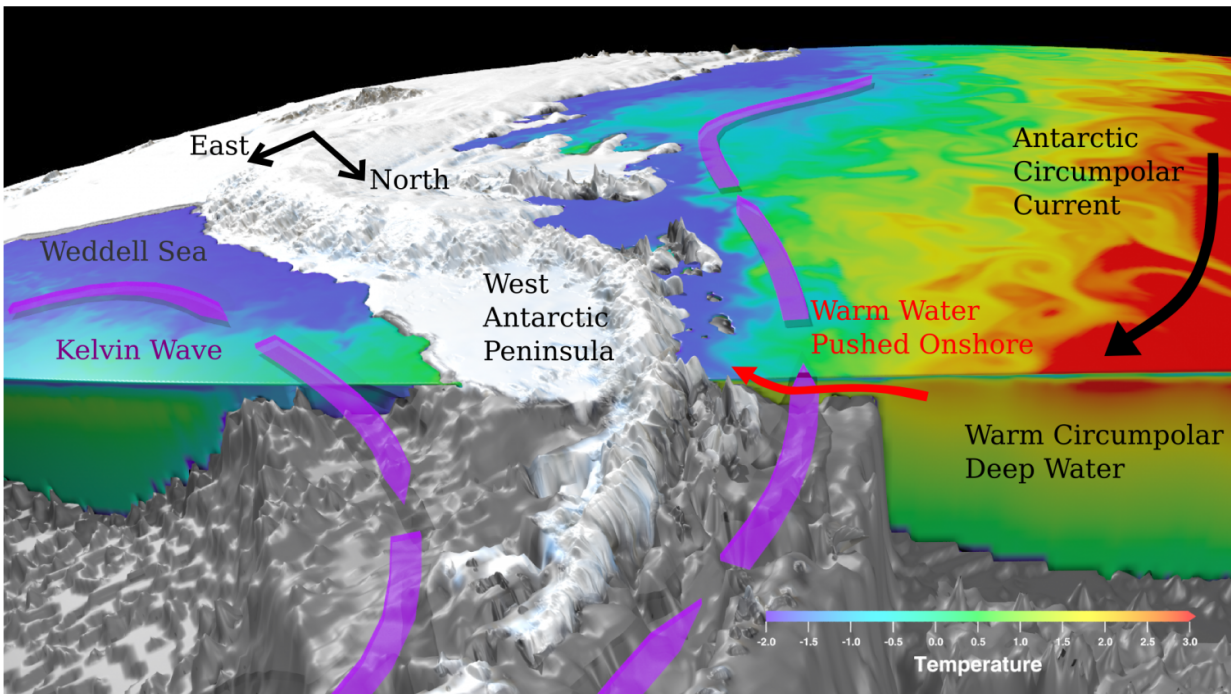 East
North
Antarctic
Circumpolar
Current
Weddell Sea
West
Antarctic
Peninsula
Warm Water
Pushed Onshore
Kelvin Wave
Warm Circumpolar
Deep Water
-2.0 -1.5 -1.0 -0.5 0.0 0.5 1.0 1.5 2.0 2.5 3.0
Temperature